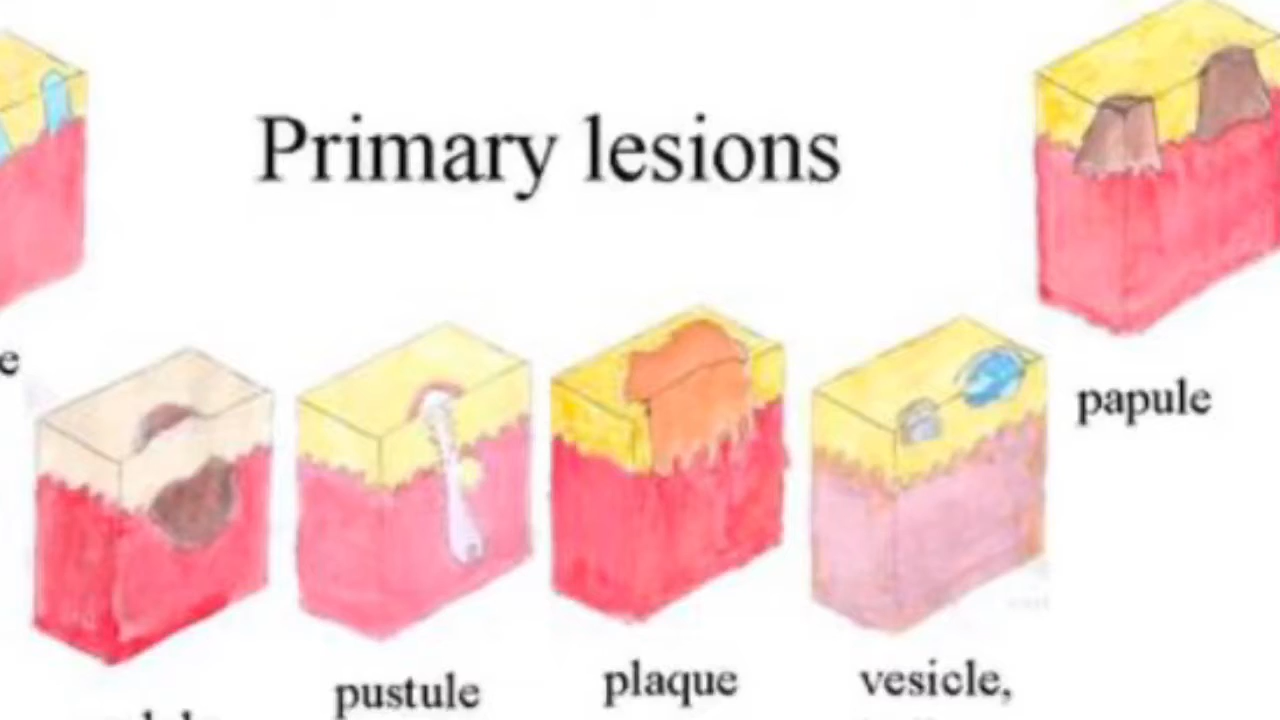 Primary lesions
papule
plaque
vesicle,
pustule